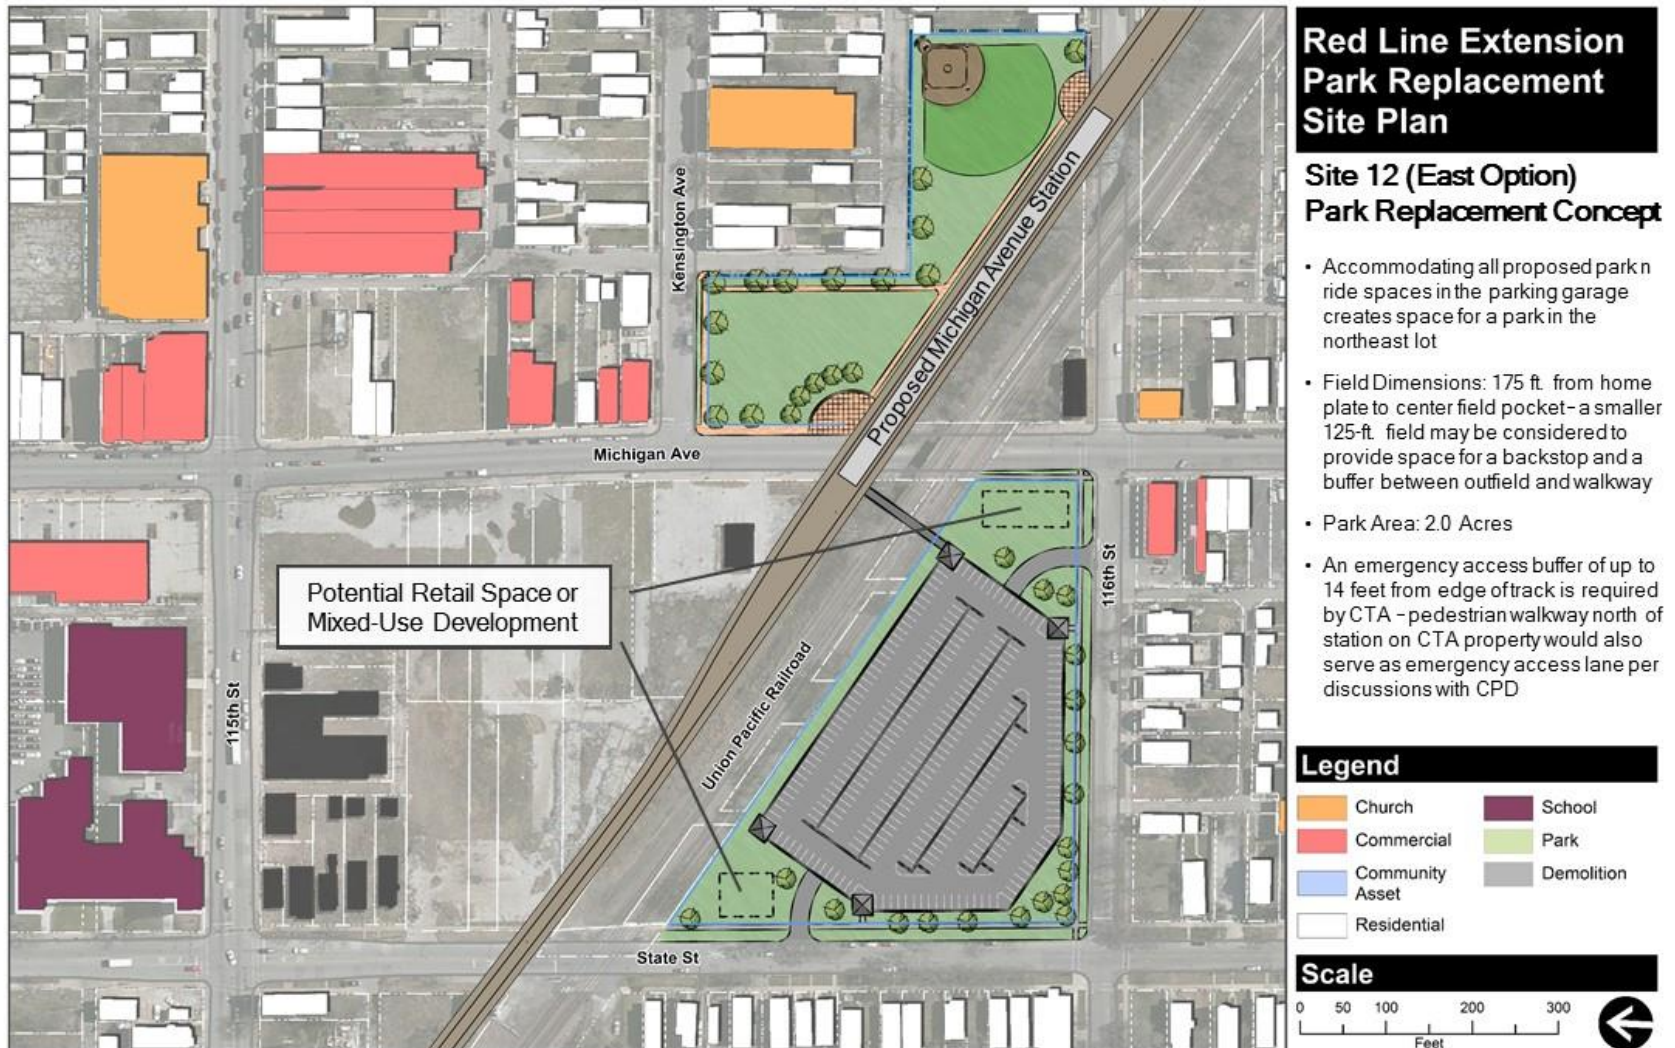 Red Line Extension
Park Replacement
Site Plan
Site 12 (East Option)
Park Replacement Concept
• Accommodating all proposed park n
ride spaces in the parking garage
creates space for a park in the
northeast lot
• Field Dimensions: 175 ft. from home
plate to center field pocket – a smaller
125-ft. field may be considered to
provide space for a backstop and a
buffer between outfield and walkway
• Park Area: 2.0 Acres
• An emergency access buffer of up to
14 feet from edge of track is required
by CTA – pedestrian walkway north of
station on CTA property would also
serve as emergency access lane per
discussions with CPD
Legend
Church
Commercial
Community
Asset
Residential
School
Park
Demolition
Scale
0 50 100 200 300
Feet
Kensington Ave
Proposed Michigan Avenue Station
Michigan Ave
116th St
Potential Retail Space or
Mixed-Use Development
115th St
Union Pacific Railroad
State St